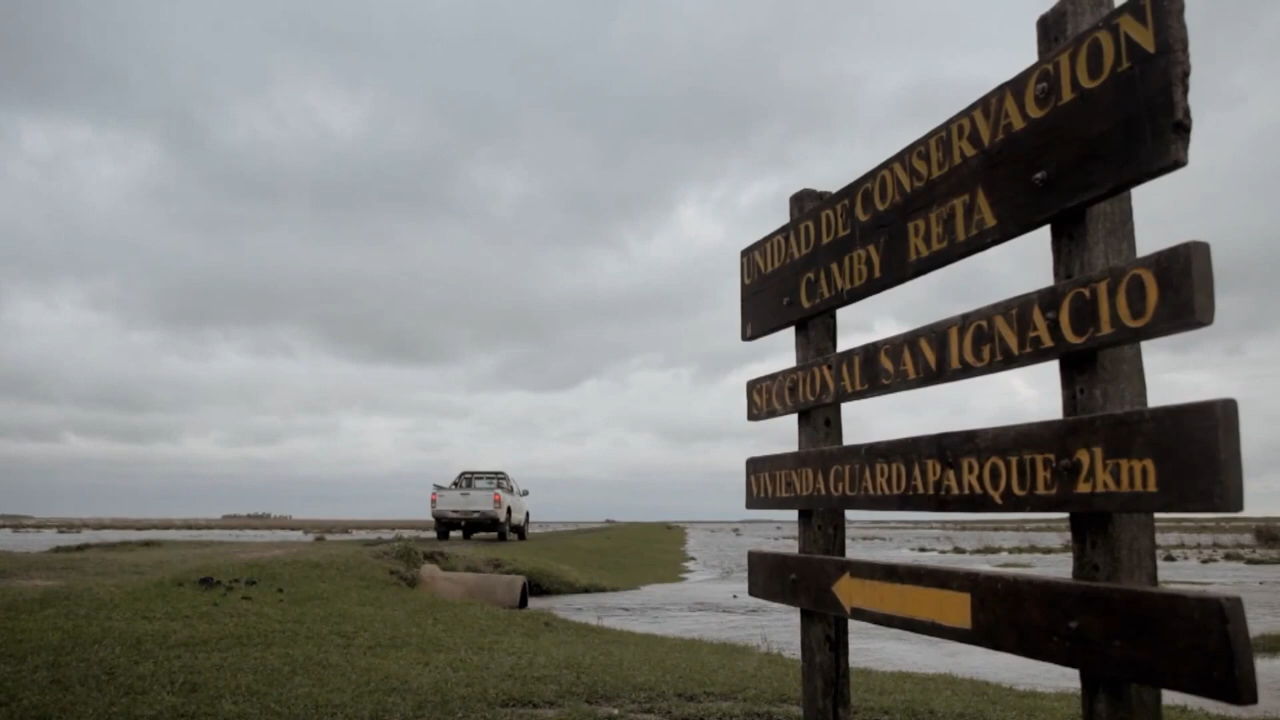 UNIDAD DE CONSERVACION
CAMBY RETA
SECCIONAL SAN IGNACIO
VIVIENDA GUARDAPARQUE 2km